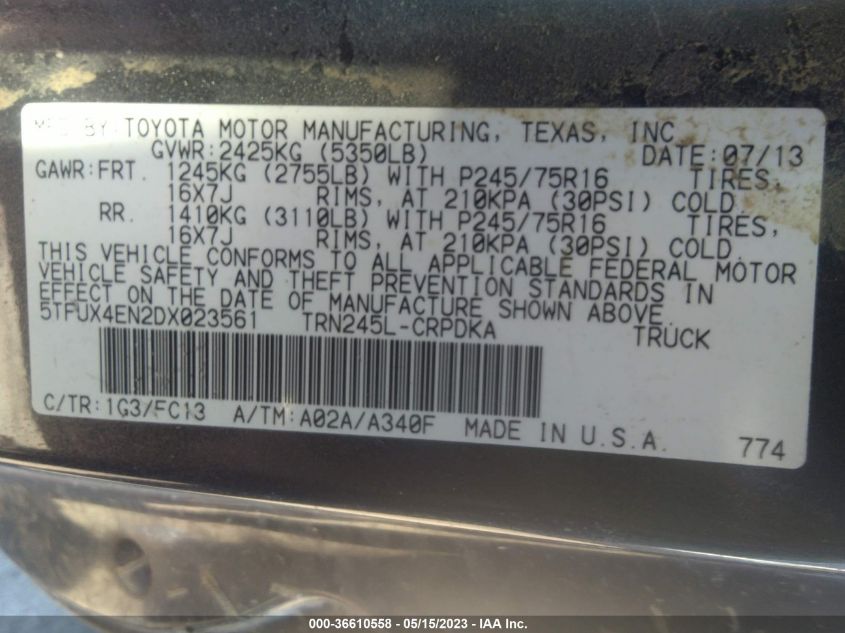 MFD BY: TOYOTA MOTOR MANUFACTURING, TEXAS, INC.
GVWR: 2425KG (5350LB) DATE: 07/13
GAWR: FRT. 1245KG (2755LB) WITH P245/75R16 TIRES,
16X7J RIMS, AT 210KPA (30PSI) COLD.
RR. 1410KG (3110LB) WITH P245/75R16 TIRES,
16X7J RIMS, AT 210KPA (30PSI) COLD.
THIS VEHICLE CONFORMS TO ALL APPLICABLE FEDERAL MOTOR
VEHICLE SAFETY AND THEFT PREVENTION STANDARDS IN
EFFECT ON THE DATE OF MANUFACTURE SHOWN ABOVE.
5TFUX4EN2DX023561 TRN245L-CRPDKA TRUCK
C/TR: 1G3/FC13 A/TM: A02A/A340F MADE IN U.S.A. 774
000-36610558 - 05/15/2023 - IAA Inc.